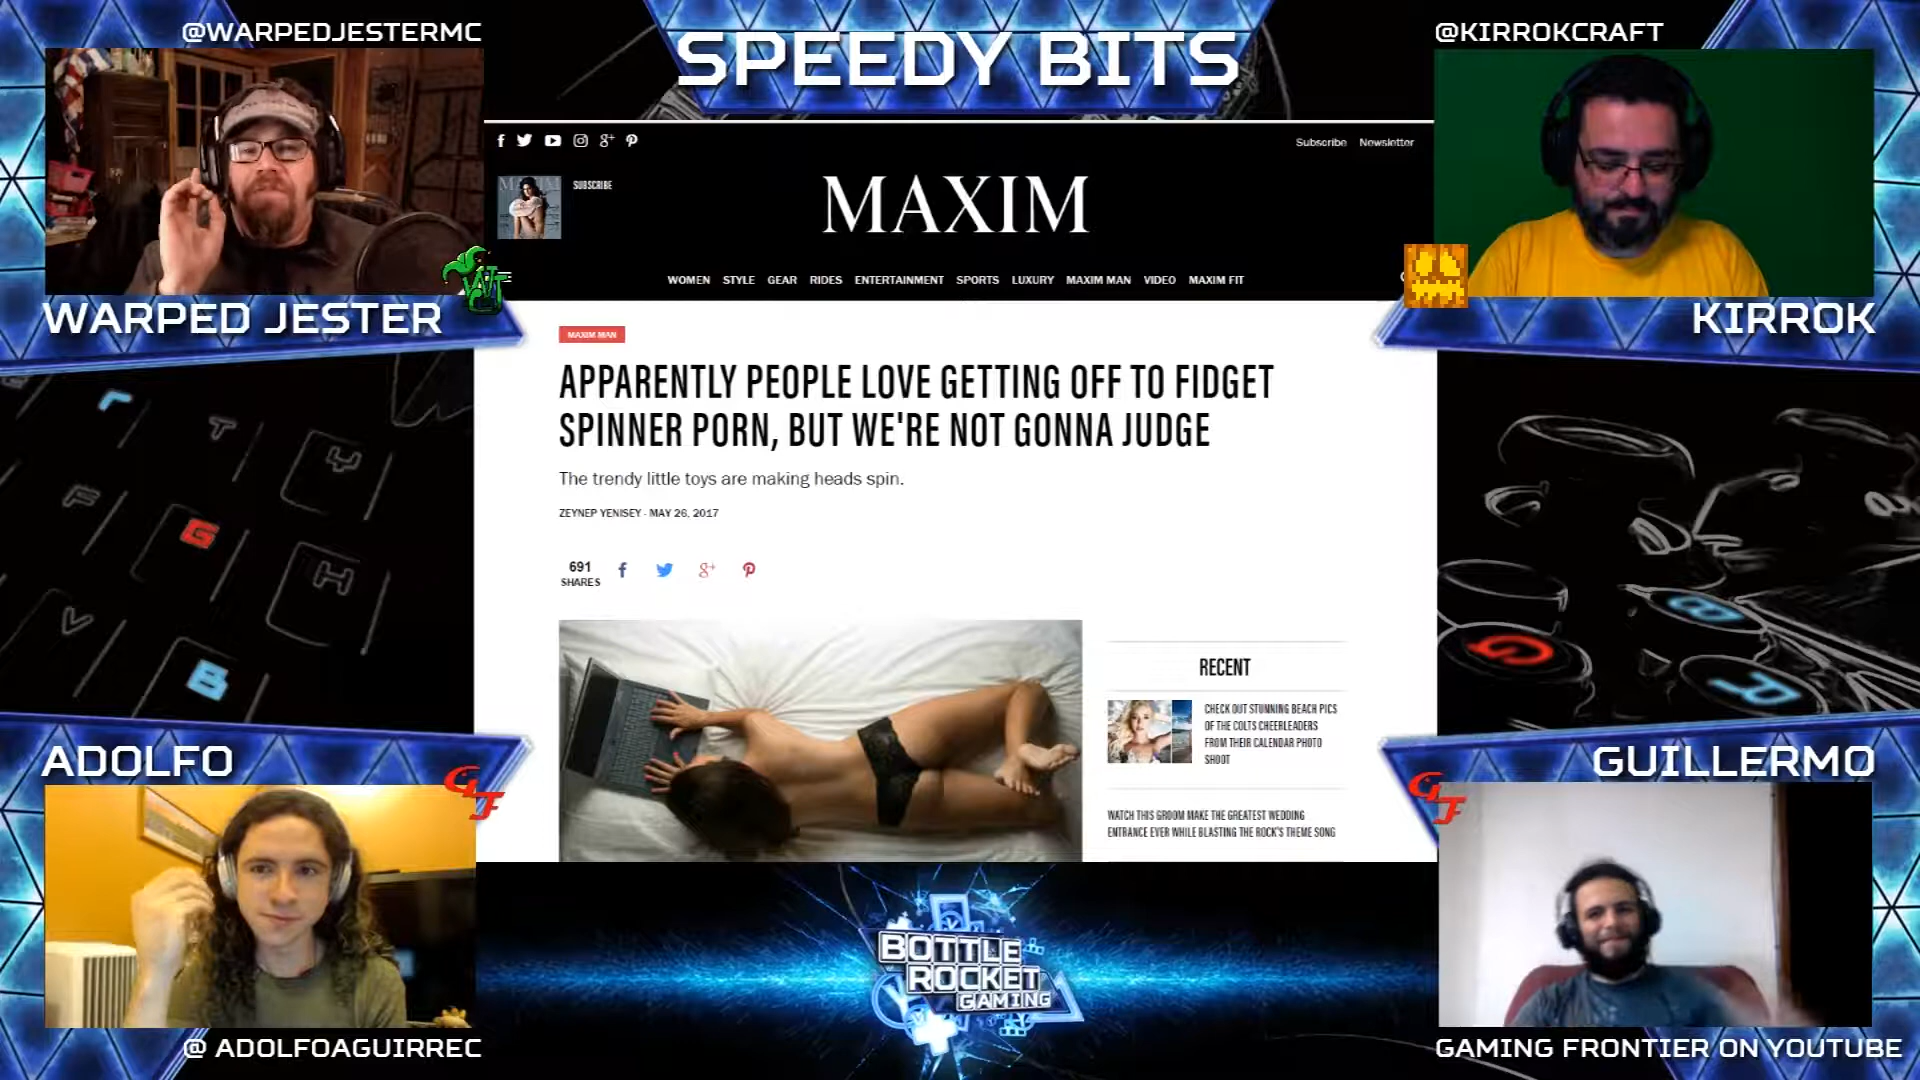 @WARPEDJESTERMC
SPEEDY BITS
@KIRROKCRAFT
Subscribe Newsletter
MAXIM
SUBSCRIBE
MAXIM
WOMEN STYLE GEAR RIDES ENTERTAINMENT SPORTS LUXURY MAXIM MAN VIDEO MAXIM FIT
WARPED JESTER
KIRROK
MAXIM MAN
APPARENTLY PEOPLE LOVE GETTING OFF TO FIDGET
SPINNER PORN, BUT WE'RE NOT GONNA JUDGE
The trendy little toys are making heads spin.
ZEYNEP YENISEY - MAY 26, 2017
691
SHARES
RECENT
CHECK OUT STUNNING BEACH PICS
OF THE COLTS CHEERLEADERS
FROM THEIR CALENDAR PHOTO
SHOOT
WATCH THIS GROOM MAKE THE GREATEST WEDDING
ENTRANCE EVER WHILE BLASTING THE ROCK'S THEME SONG
T Y
F G H
V B
G B R
ADOLFO
GUILLERMO
BOTTLE
ROCKET
GAMING
@ ADOLFOAGUIRREC
GAMING FRONTIER ON YOUTUBE